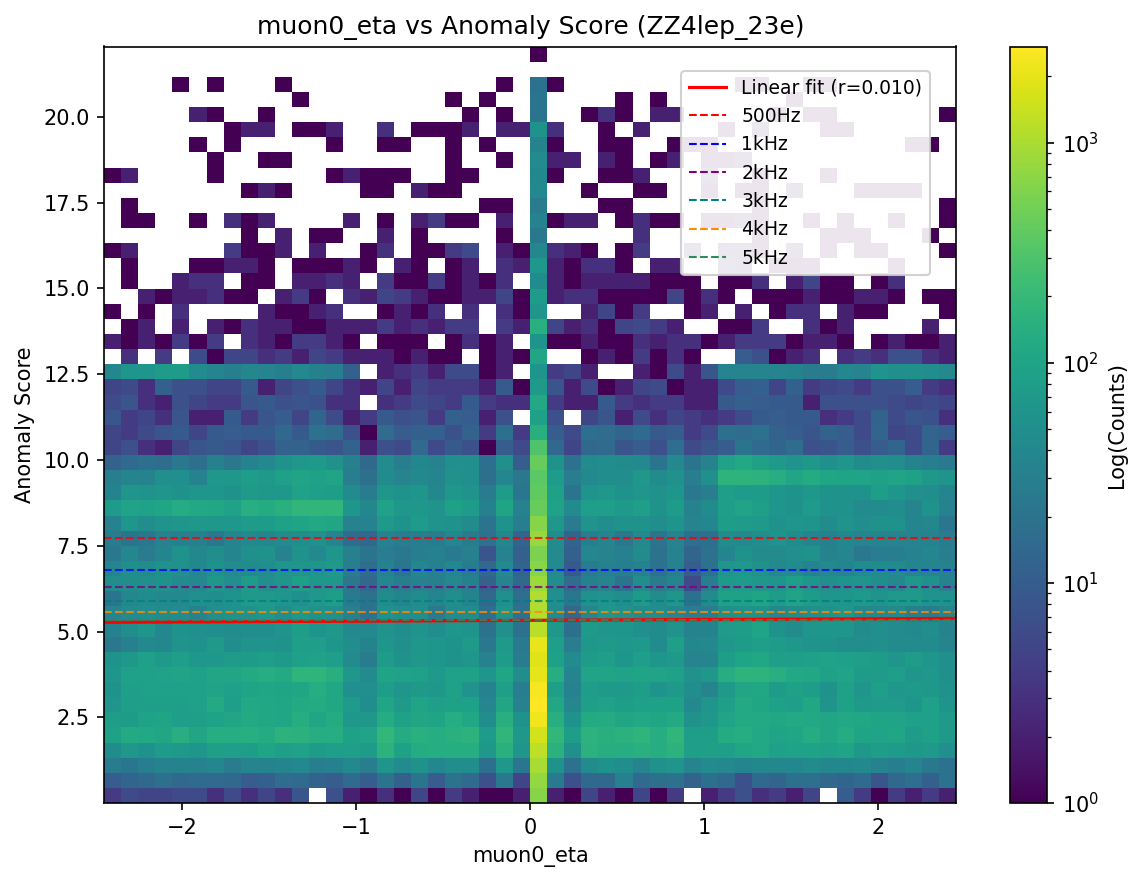 muon0_eta vs Anomaly Score (ZZ4lep_23e)
Linear fit (r=0.010)
500Hz
1kHz
2kHz
3kHz
4kHz
5kHz
20.0
17.5
15.0
12.5
10.0
7.5
5.0
2.5
Anomaly Score
−2
−1
0
1
2
muon0_eta
10³
10²
10¹
10⁰
Log(Counts)